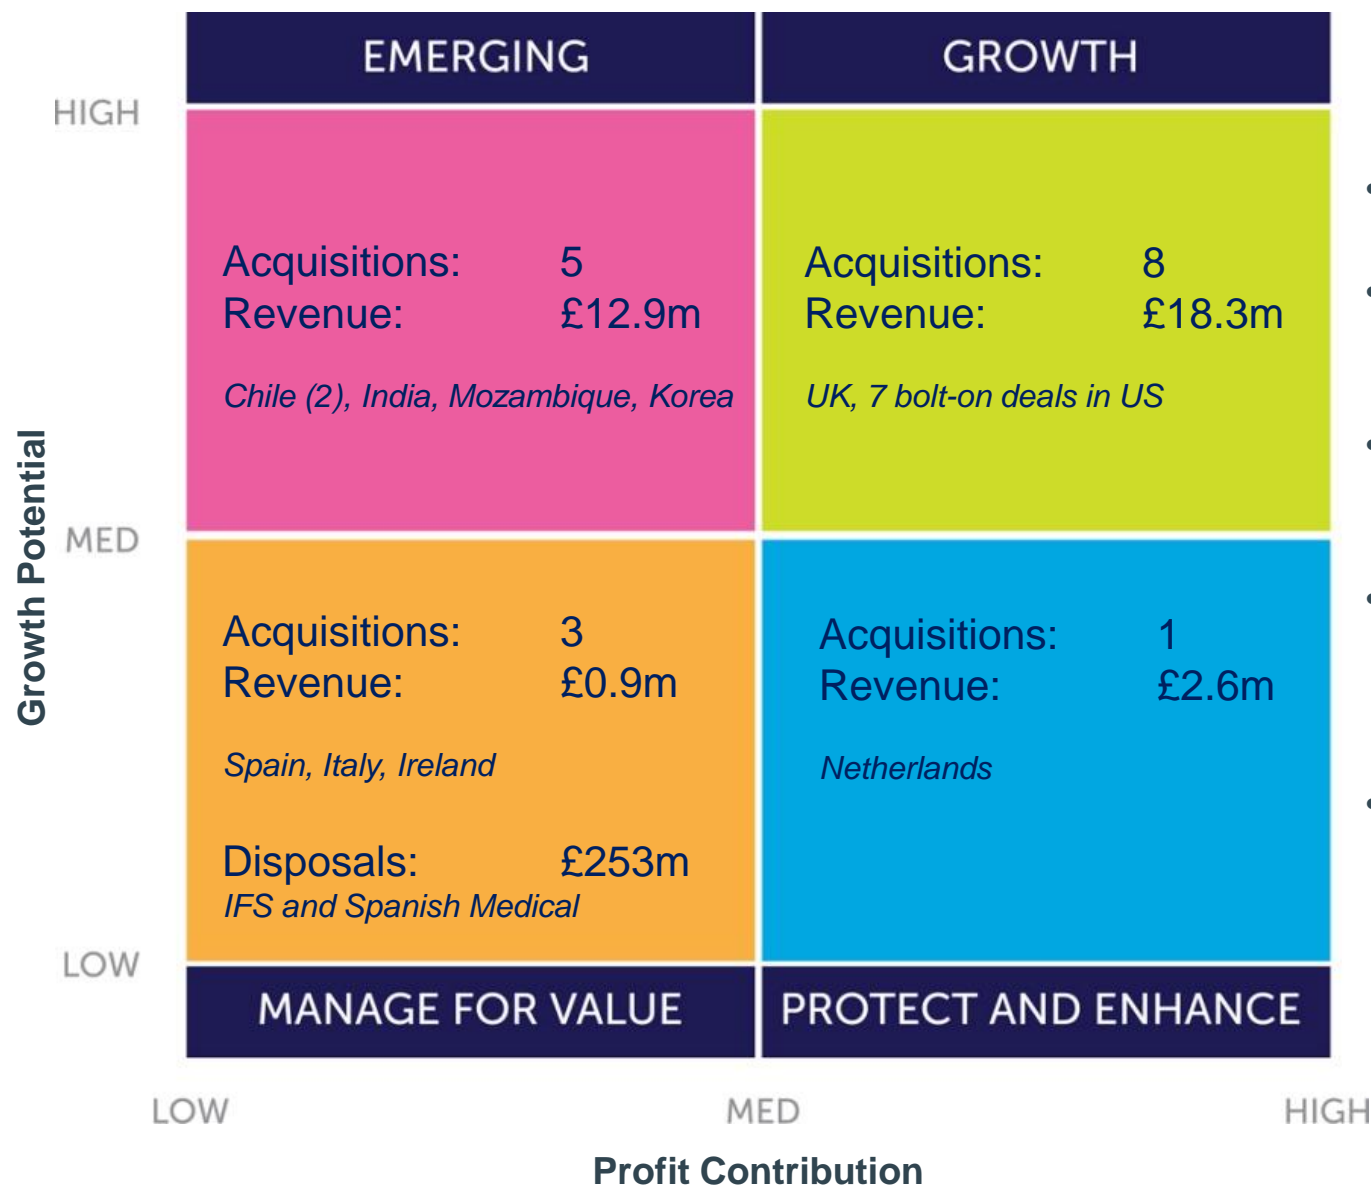 EMERGING
GROWTH
HIGH
Acquisitions: 5
Revenue: £12.9m
Chile (2), India, Mozambique, Korea
Acquisitions: 8
Revenue: £18.3m
UK, 7 bolt-on deals in US
Growth Potential
MED
Acquisitions: 3
Revenue: £0.9m
Spain, Italy, Ireland
Disposals: £253m
IFS and Spanish Medical
Acquisitions: 1
Revenue: £2.6m
Netherlands
LOW
MANAGE FOR VALUE
PROTECT AND ENHANCE
LOW
MED
HIGH
Profit Contribution